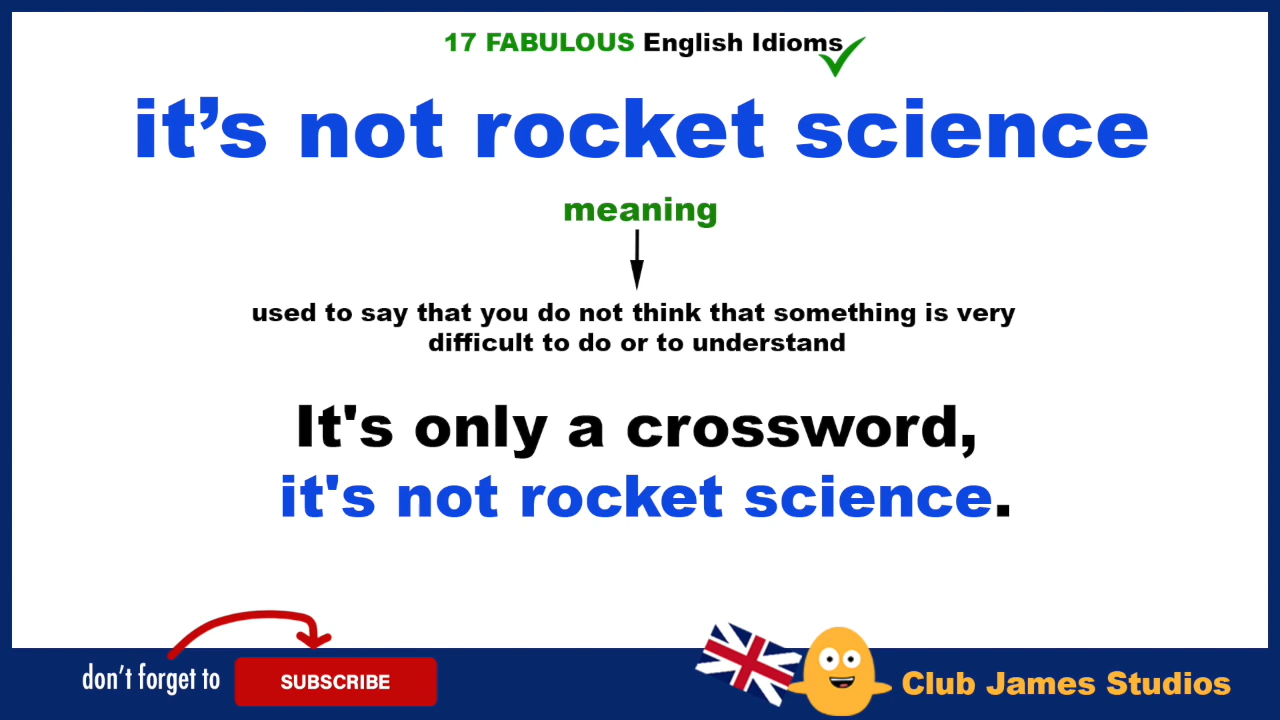 17 FABULOUS English Idioms
it’s not rocket science
meaning
used to say that you do not think that something is very
difficult to do or to understand
It's only a crossword,
it's not rocket science.
don't forget to
SUBSCRIBE
Club James Studios